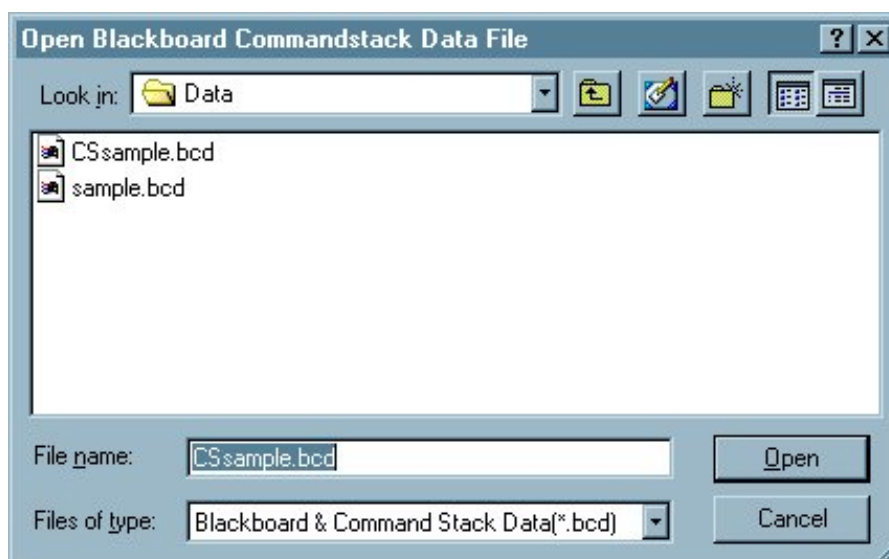 Open Blackboard Commandstack Data File
Look in: Data
CSsample.bcd
sample.bcd
File name: CSsample.bcd Open
Files of type: Blackboard & Command Stack Data(*.bcd) Cancel